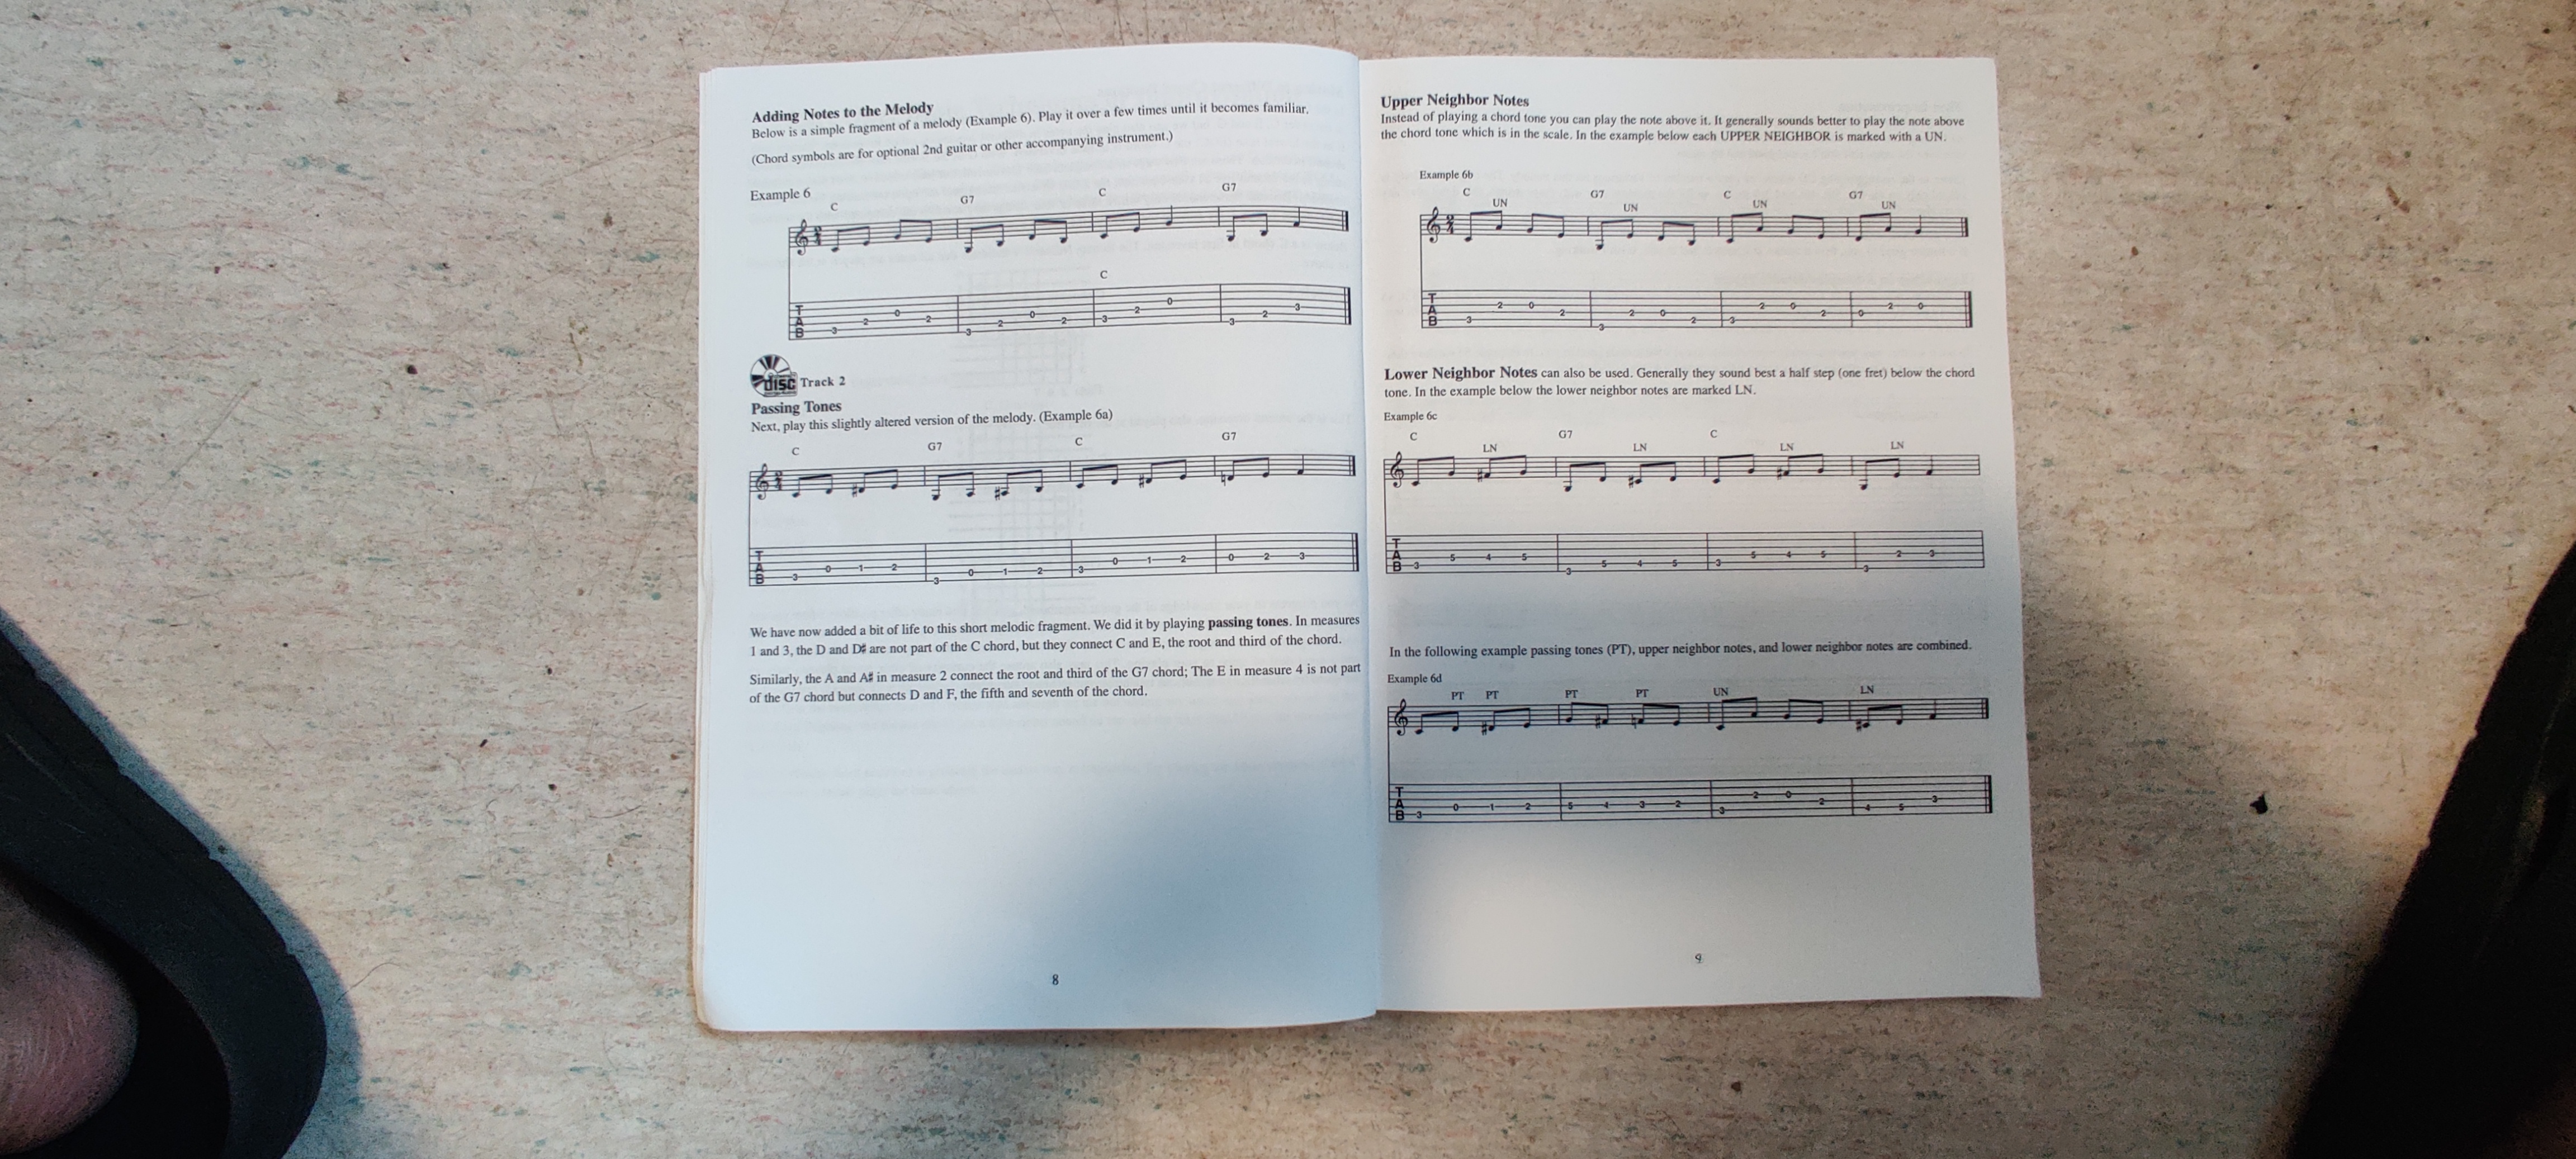 Adding Notes to the Melody
Below is a simple fragment of a melody (Example 6). Play it over a few times until it becomes familiar.
(Chord symbols are for optional 2nd guitar or other accompanying instrument.)
Example 6
C G7 C G7
C
T
A
B
3 2 0 2 3 2 0 2 3 2 0 3 2 3
disc Track 2
Passing Tones
Next, play this slightly altered version of the melody. (Example 6a)
C G7 C G7
T
A
B
3 0 1 2 3 0 1 2 3 0 1 2 0 2 3
We have now added a bit of life to this short melodic fragment. We did it by playing passing tones. In measures
1 and 3, the D and D# are not part of the C chord, but they connect C and E, the root and third of the chord.
Similarly, the A and A# in measure 2 connect the root and third of the G7 chord; The E in measure 4 is not part
of the G7 chord but connects D and F, the fifth and seventh of the chord.
8
Upper Neighbor Notes
Instead of playing a chord tone you can play the note above it. It generally sounds better to play the note above
the chord tone which is in the scale. In the example below each UPPER NEIGHBOR is marked with a UN.
Example 6b
C UN G7 UN C UN G7 UN
T
A
B
3 2 0 2 3 2 0 2 3 2 0 2 0 2 0
Lower Neighbor Notes can also be used. Generally they sound best a half step (one fret) below the chord
tone. In the example below the lower neighbor notes are marked LN.
Example 6c
C LN G7 LN C LN LN
T
A
B
3 5 4 5 3 5 4 5 3 5 4 5 3 2 3
In the following example passing tones (PT), upper neighbor notes, and lower neighbor notes are combined.
Example 6d
PT PT PT PT UN LN
T
A
B
3 0 1 2 5 4 3 2 3 2 0 2 4 5 3
9